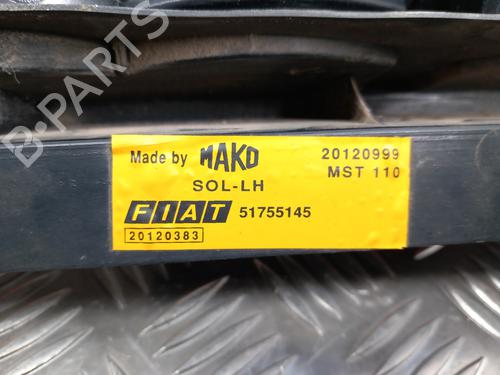 Made by MAKO 20120999
SOL-LH MST 110
FIAT 51755145
20120383
B-PARTS